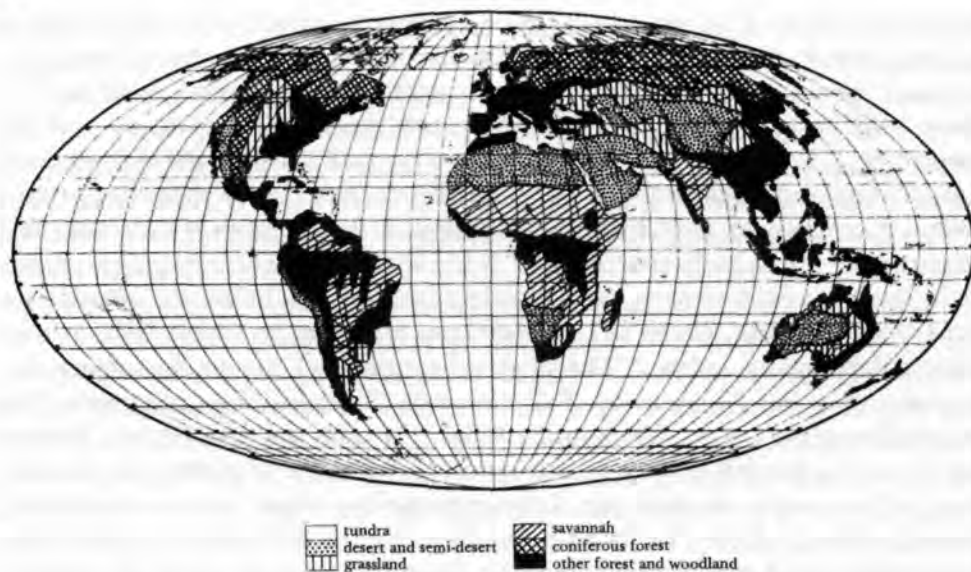 tundra
desert and semi-desert
grassland
savannah
coniferous forest
other forest and woodland